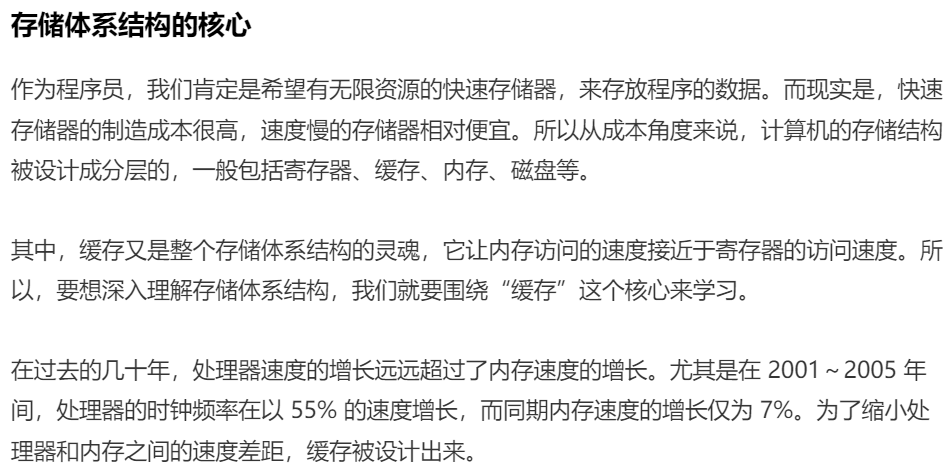 存储体系结构的核心
作为程序员，我们肯定是希望有无限资源的快速存储器，来存放程序的数据。而现实是，快速
存储器的制造成本很高，速度慢的存储器相对便宜。所以从成本角度来说，计算机的存储结构
被设计成分层的，一般包括寄存器、缓存、内存、磁盘等。
其中，缓存又是整个存储体系结构的灵魂，它让内存访问的速度接近于寄存器的访问速度。所
以，要想深入理解存储体系结构，我们就要围绕“缓存”这个核心来学习。
在过去的几十年，处理器速度的增长远远超过了内存速度的增长。尤其是在 2001～2005 年
间，处理器的时钟频率在以 55% 的速度增长，而同期内存速度的增长仅为 7%。为了缩小处
理器和内存之间的速度差距，缓存被设计出来。